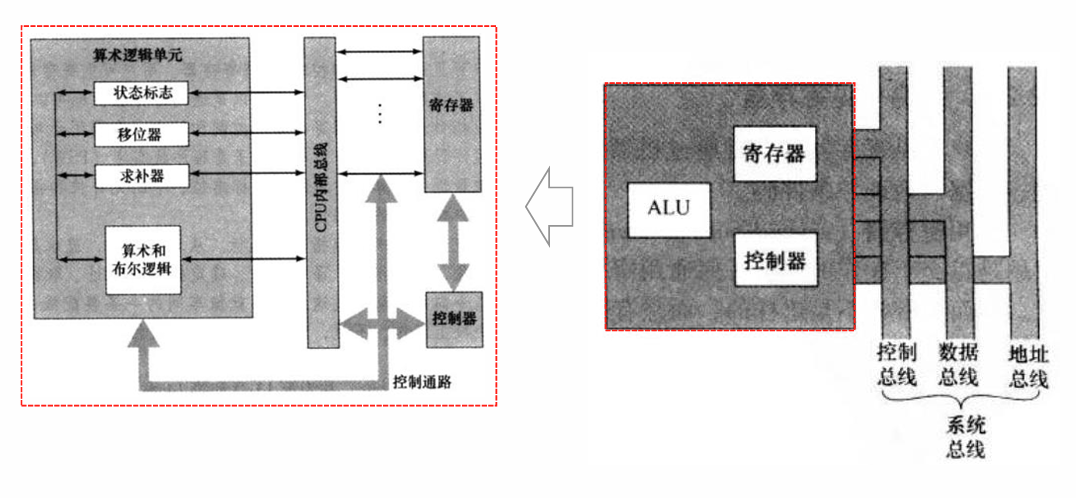 算术逻辑单元
状态标志
移位器
求补器
算术和
布尔逻辑
CPU内部总线
寄存器
控制器
控制通路
ALU
寄存器
控制器
控制
总线
数据
总线
地址
总线
系统
总线